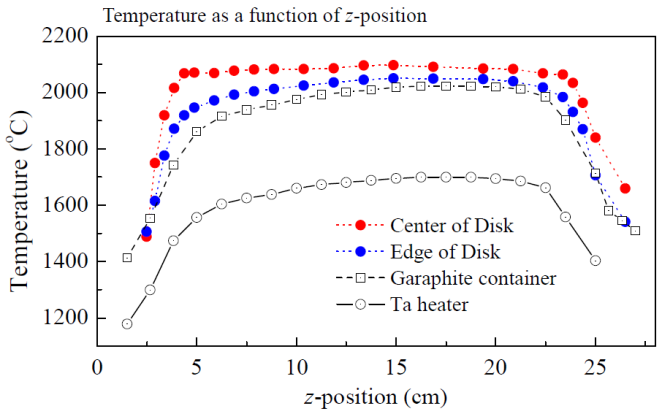 Temperature as a function of z-position
2200
2000
1800
1600
1400
1200
Temperature (°C)
Center of Disk
Edge of Disk
Garaphite container
Ta heater
0 5 10 15 20 25
z-position (cm)